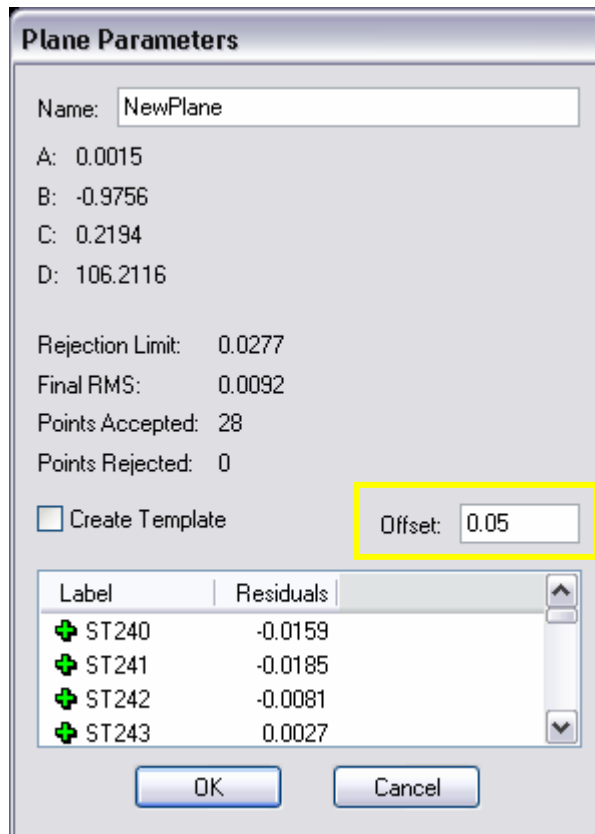 Plane Parameters
Name: NewPlane
A: 0.0015
B: -0.9756
C: 0.2194
D: 106.2116
Rejection Limit: 0.0277
Final RMS: 0.0092
Points Accepted: 28
Points Rejected: 0
Create Template Offset: 0.05
Label Residuals
ST240 -0.0159
ST241 -0.0185
ST242 -0.0081
ST243 0.0027
OK Cancel